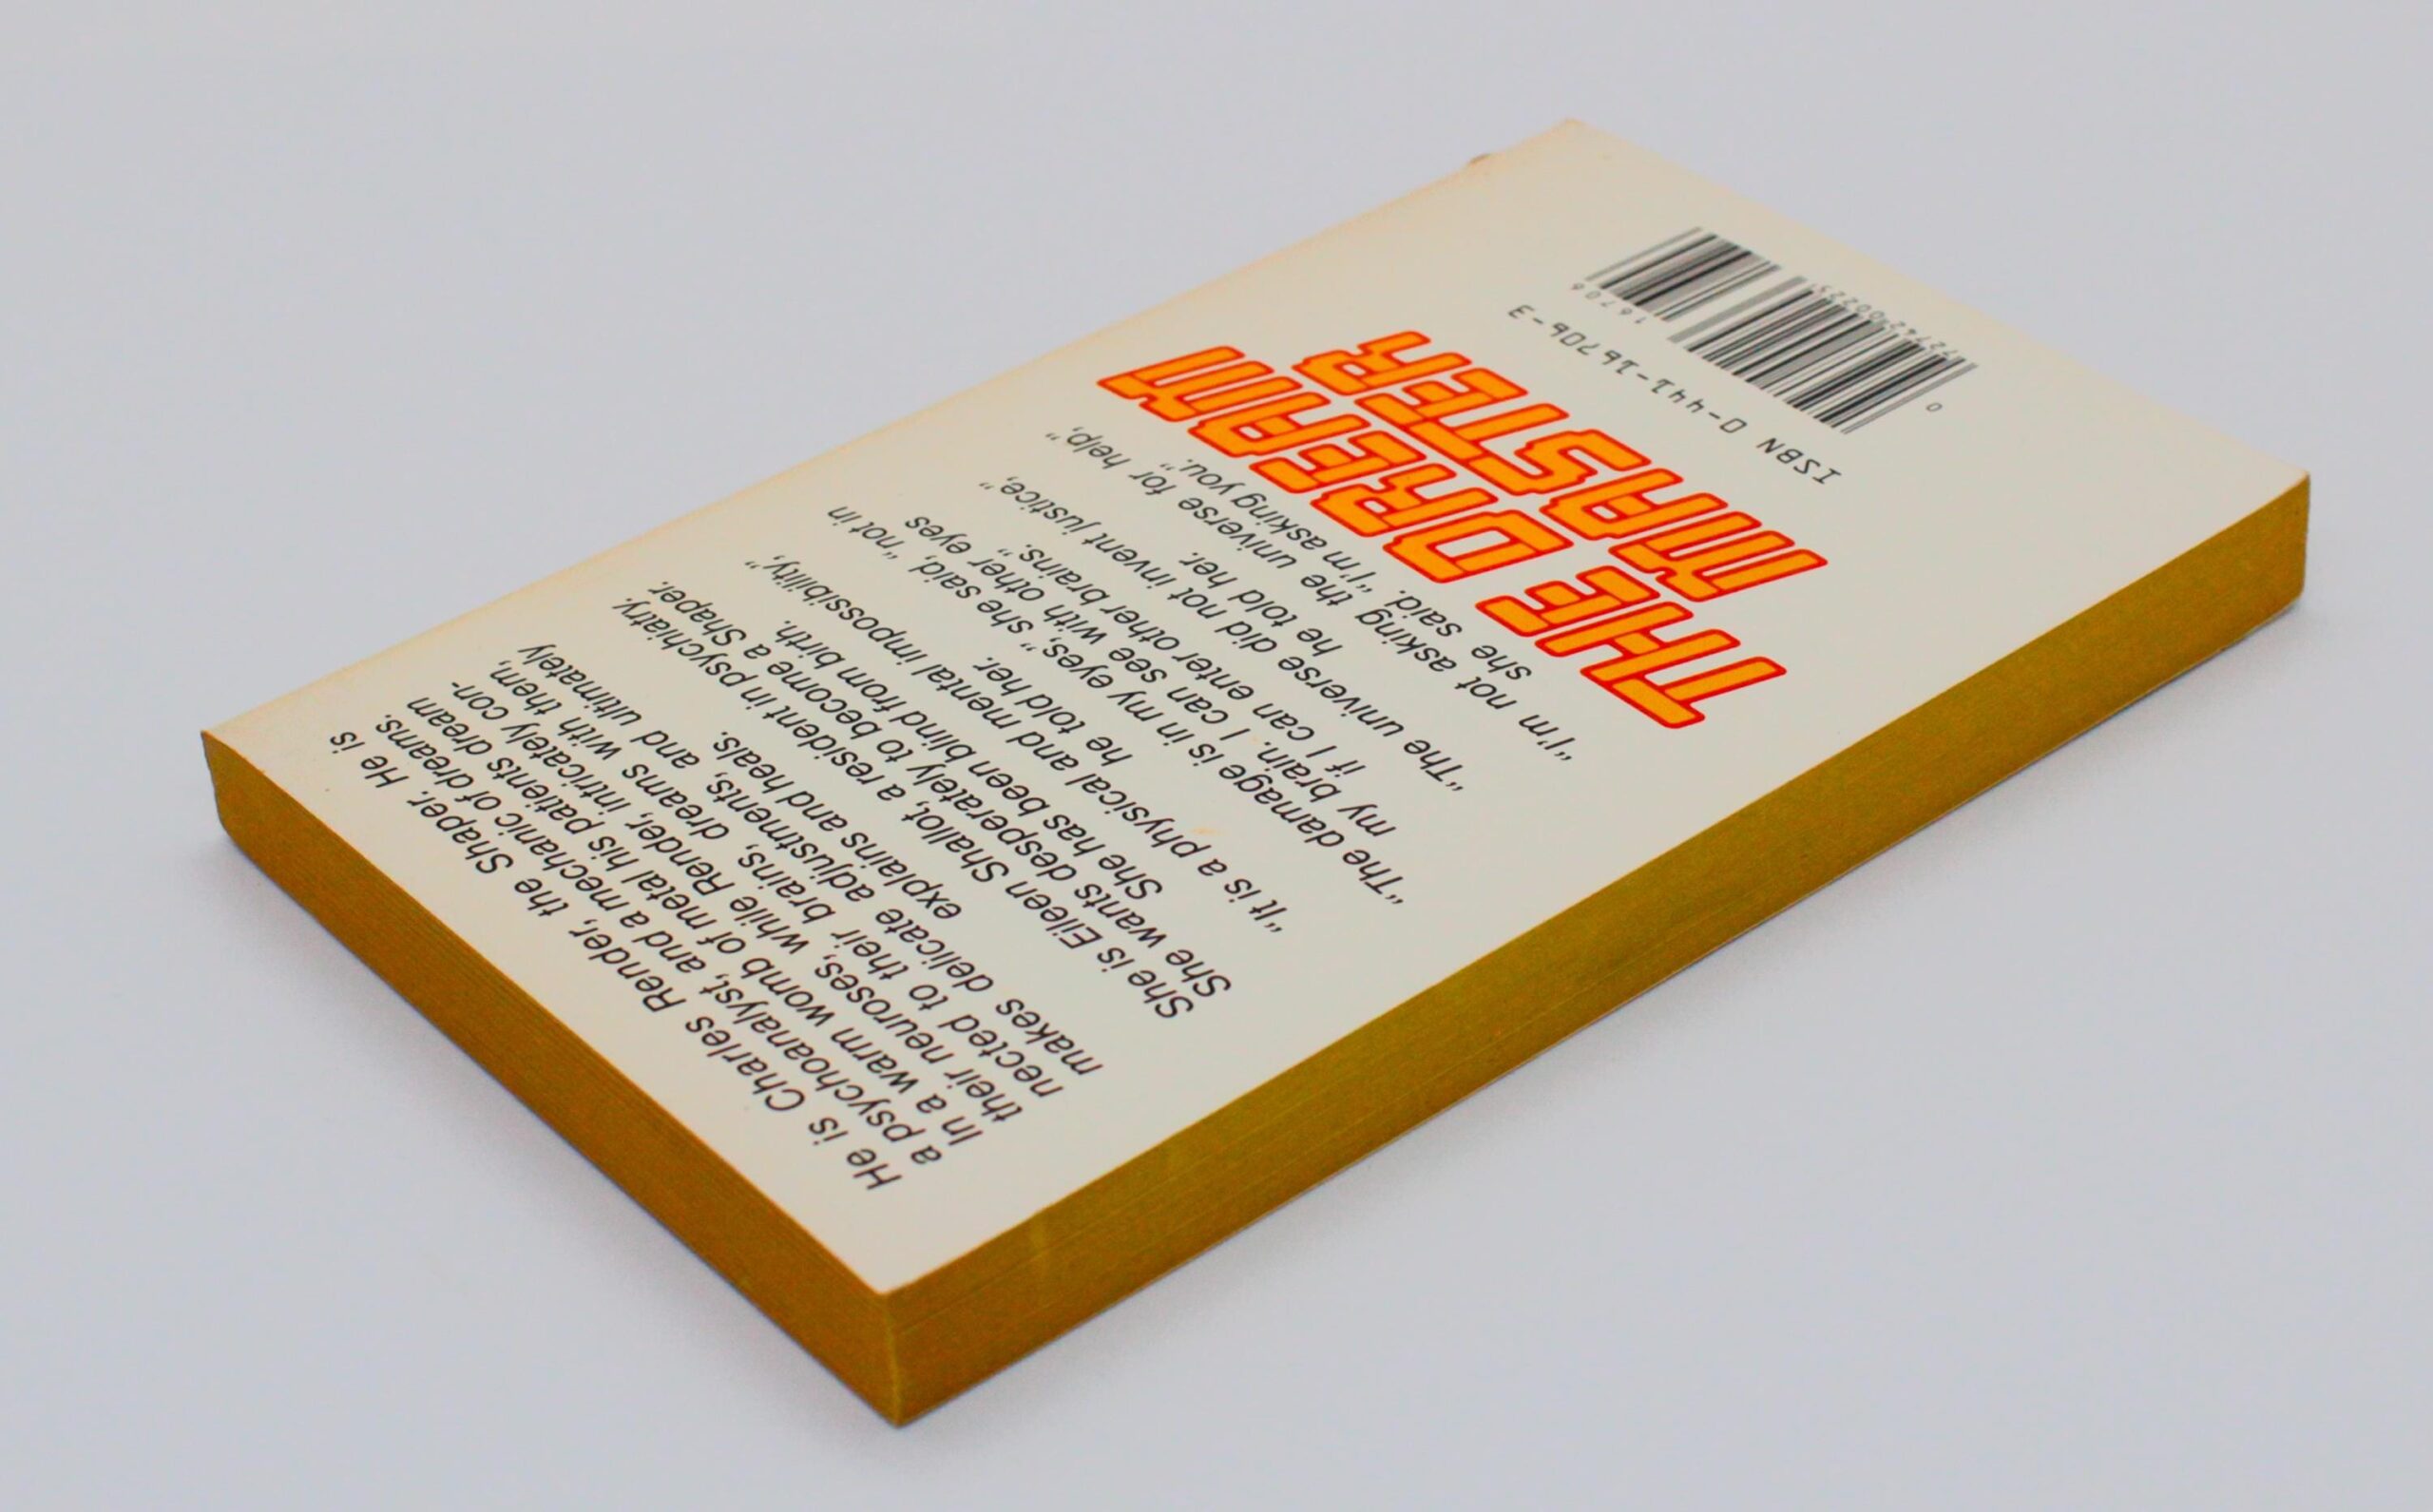 He is Charles Render, the Shaper. He is
a psychoanalyst, and a mechanic of dreams.
In a warm womb of metal his patients dream
their neuroses, while Render, intricately con-
nected to their brains, dreams with them,
makes delicate adjustments, and ultimately
explains and heals.
She is Eileen Shallot, a resident in psychiatry.
She wants desperately to become a Shaper.
She has been blind from birth.
"It is a physical and mental impossibility,"
he told her.
"The damage is in my eyes," she said, "not in
my brain. I can see with other eyes
if I can enter other brains."
"The universe did not invent justice,"
he told her.
"I'm not asking the universe for help,"
she said. "I'm asking you."
THE DREAM
MASTER
ISBN 0-441-16706-3
0 16706